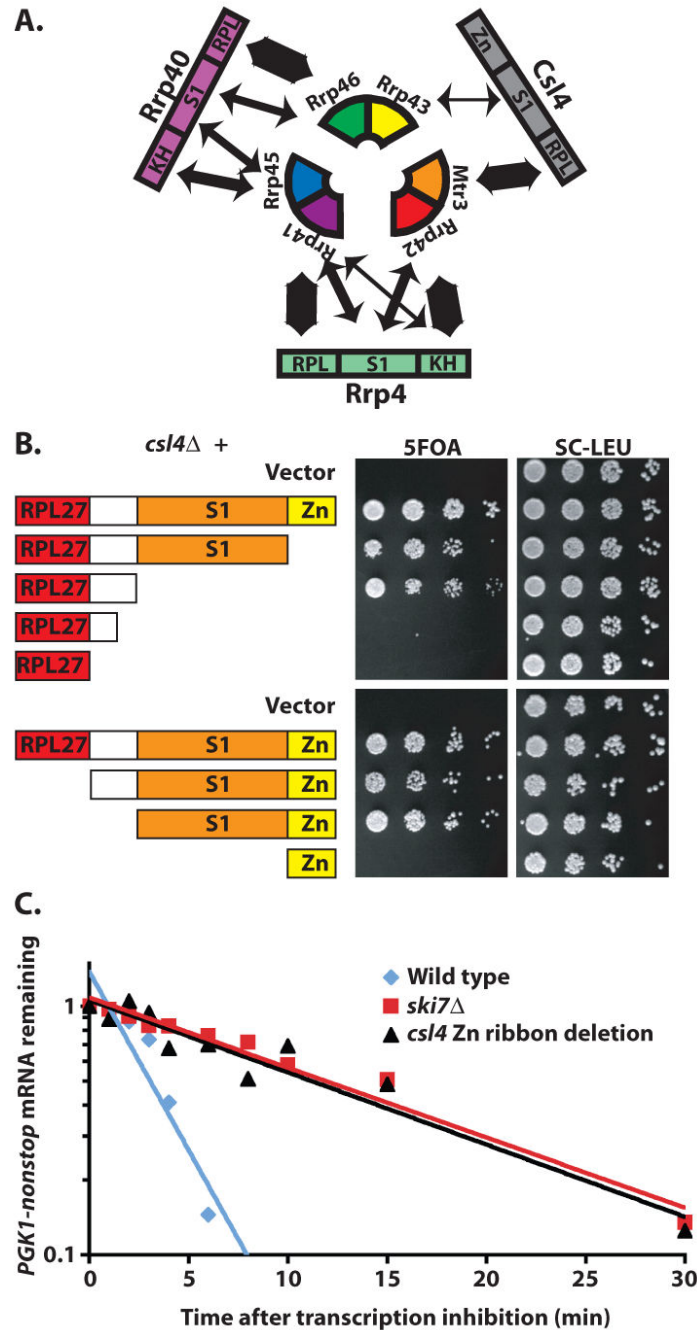 A.
Rrp40
RPL
S1
KH
Zn
S1
RPL
Csl4
Rrp46
Rrp43
Rrp45
Rrp41
Mtr3
Rrp42
RPL
S1
KH
Rrp4
B.
csl4Δ +
5FOA
SC-LEU
Vector
RPL27 S1 Zn
RPL27 S1
RPL27
RPL27
RPL27
Vector
RPL27 S1 Zn
S1 Zn
S1 Zn
Zn
C.
Wild type
ski7Δ
csl4 Zn ribbon deletion
PGK1-nonstop mRNA remaining
1
0.1
0 5 10 15 20 25 30
Time after transcription inhibition (min)